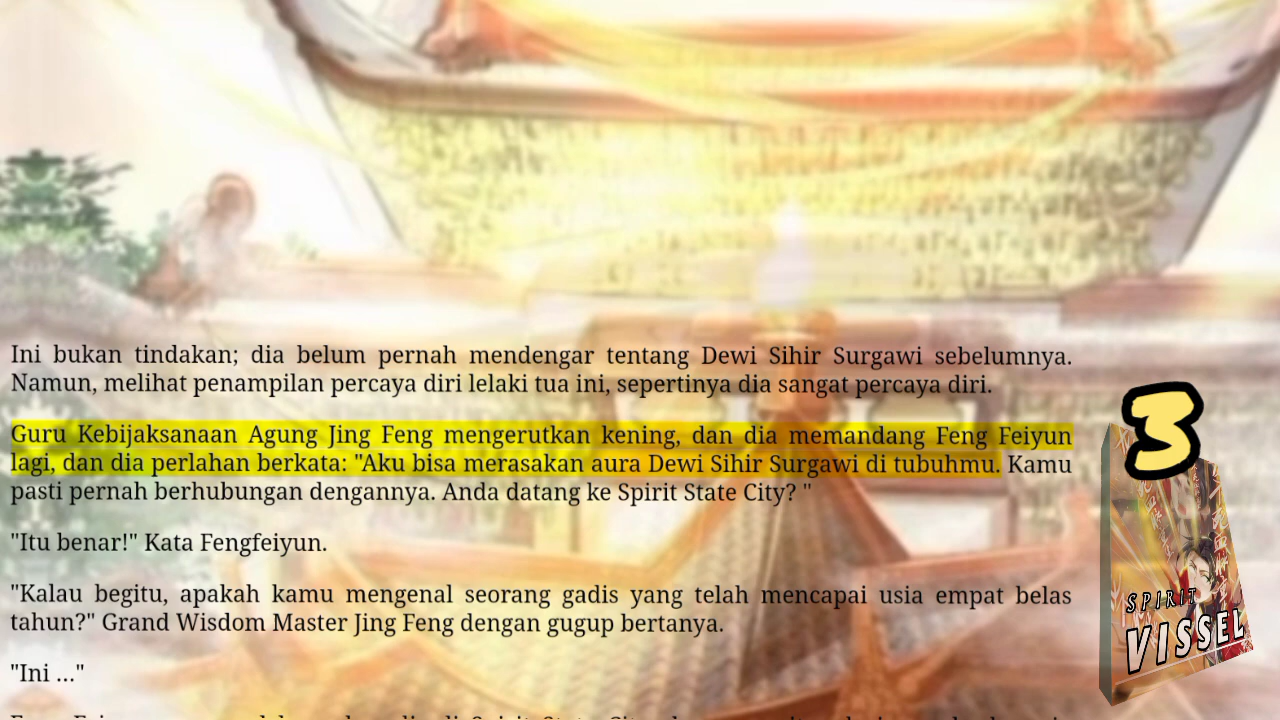 Ini bukan tindakan; dia belum pernah mendengar tentang Dewi Sihir Surgawi sebelumnya.
Namun, melihat penampilan percaya diri lelaki tua ini, sepertinya dia sangat percaya diri.
Guru Kebijaksanaan Agung Jing Feng mengerutkan kening, dan dia memandang Feng Feiyun
lagi, dan dia perlahan berkata: "Aku bisa merasakan aura Dewi Sihir Surgawi di tubuhmu. Kamu
pasti pernah berhubungan dengannya. Anda datang ke Spirit State City? "
"Itu benar!" Kata Fengfeiyun.
"Kalau begitu, apakah kamu mengenal seorang gadis yang telah mencapai usia empat belas
tahun?" Grand Wisdom Master Jing Feng dengan gugup bertanya.
"Ini ..."
3
SPIRIT
VISSEL